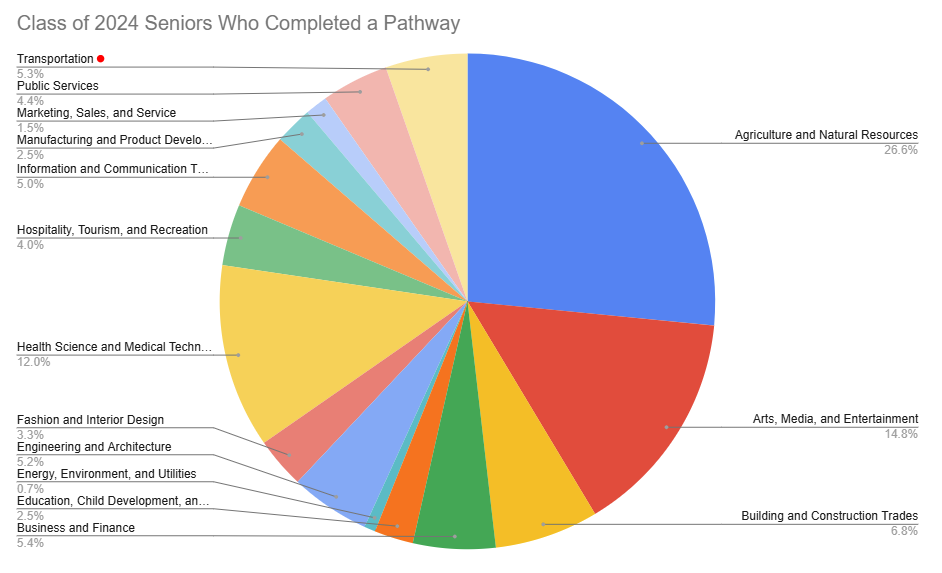 Class of 2024 Seniors Who Completed a Pathway
Transportation
5.3%
Public Services
4.4%
Marketing, Sales, and Service
1.5%
Manufacturing and Product Develo…
2.5%
Information and Communication T…
5.0%
Hospitality, Tourism, and Recreation
4.0%
Health Science and Medical Techn…
12.0%
Fashion and Interior Design
3.3%
Engineering and Architecture
5.2%
Energy, Environment, and Utilities
0.7%
Education, Child Development, an…
2.5%
Business and Finance
5.4%
Agriculture and Natural Resources
26.6%
Arts, Media, and Entertainment
14.8%
Building and Construction Trades
6.8%